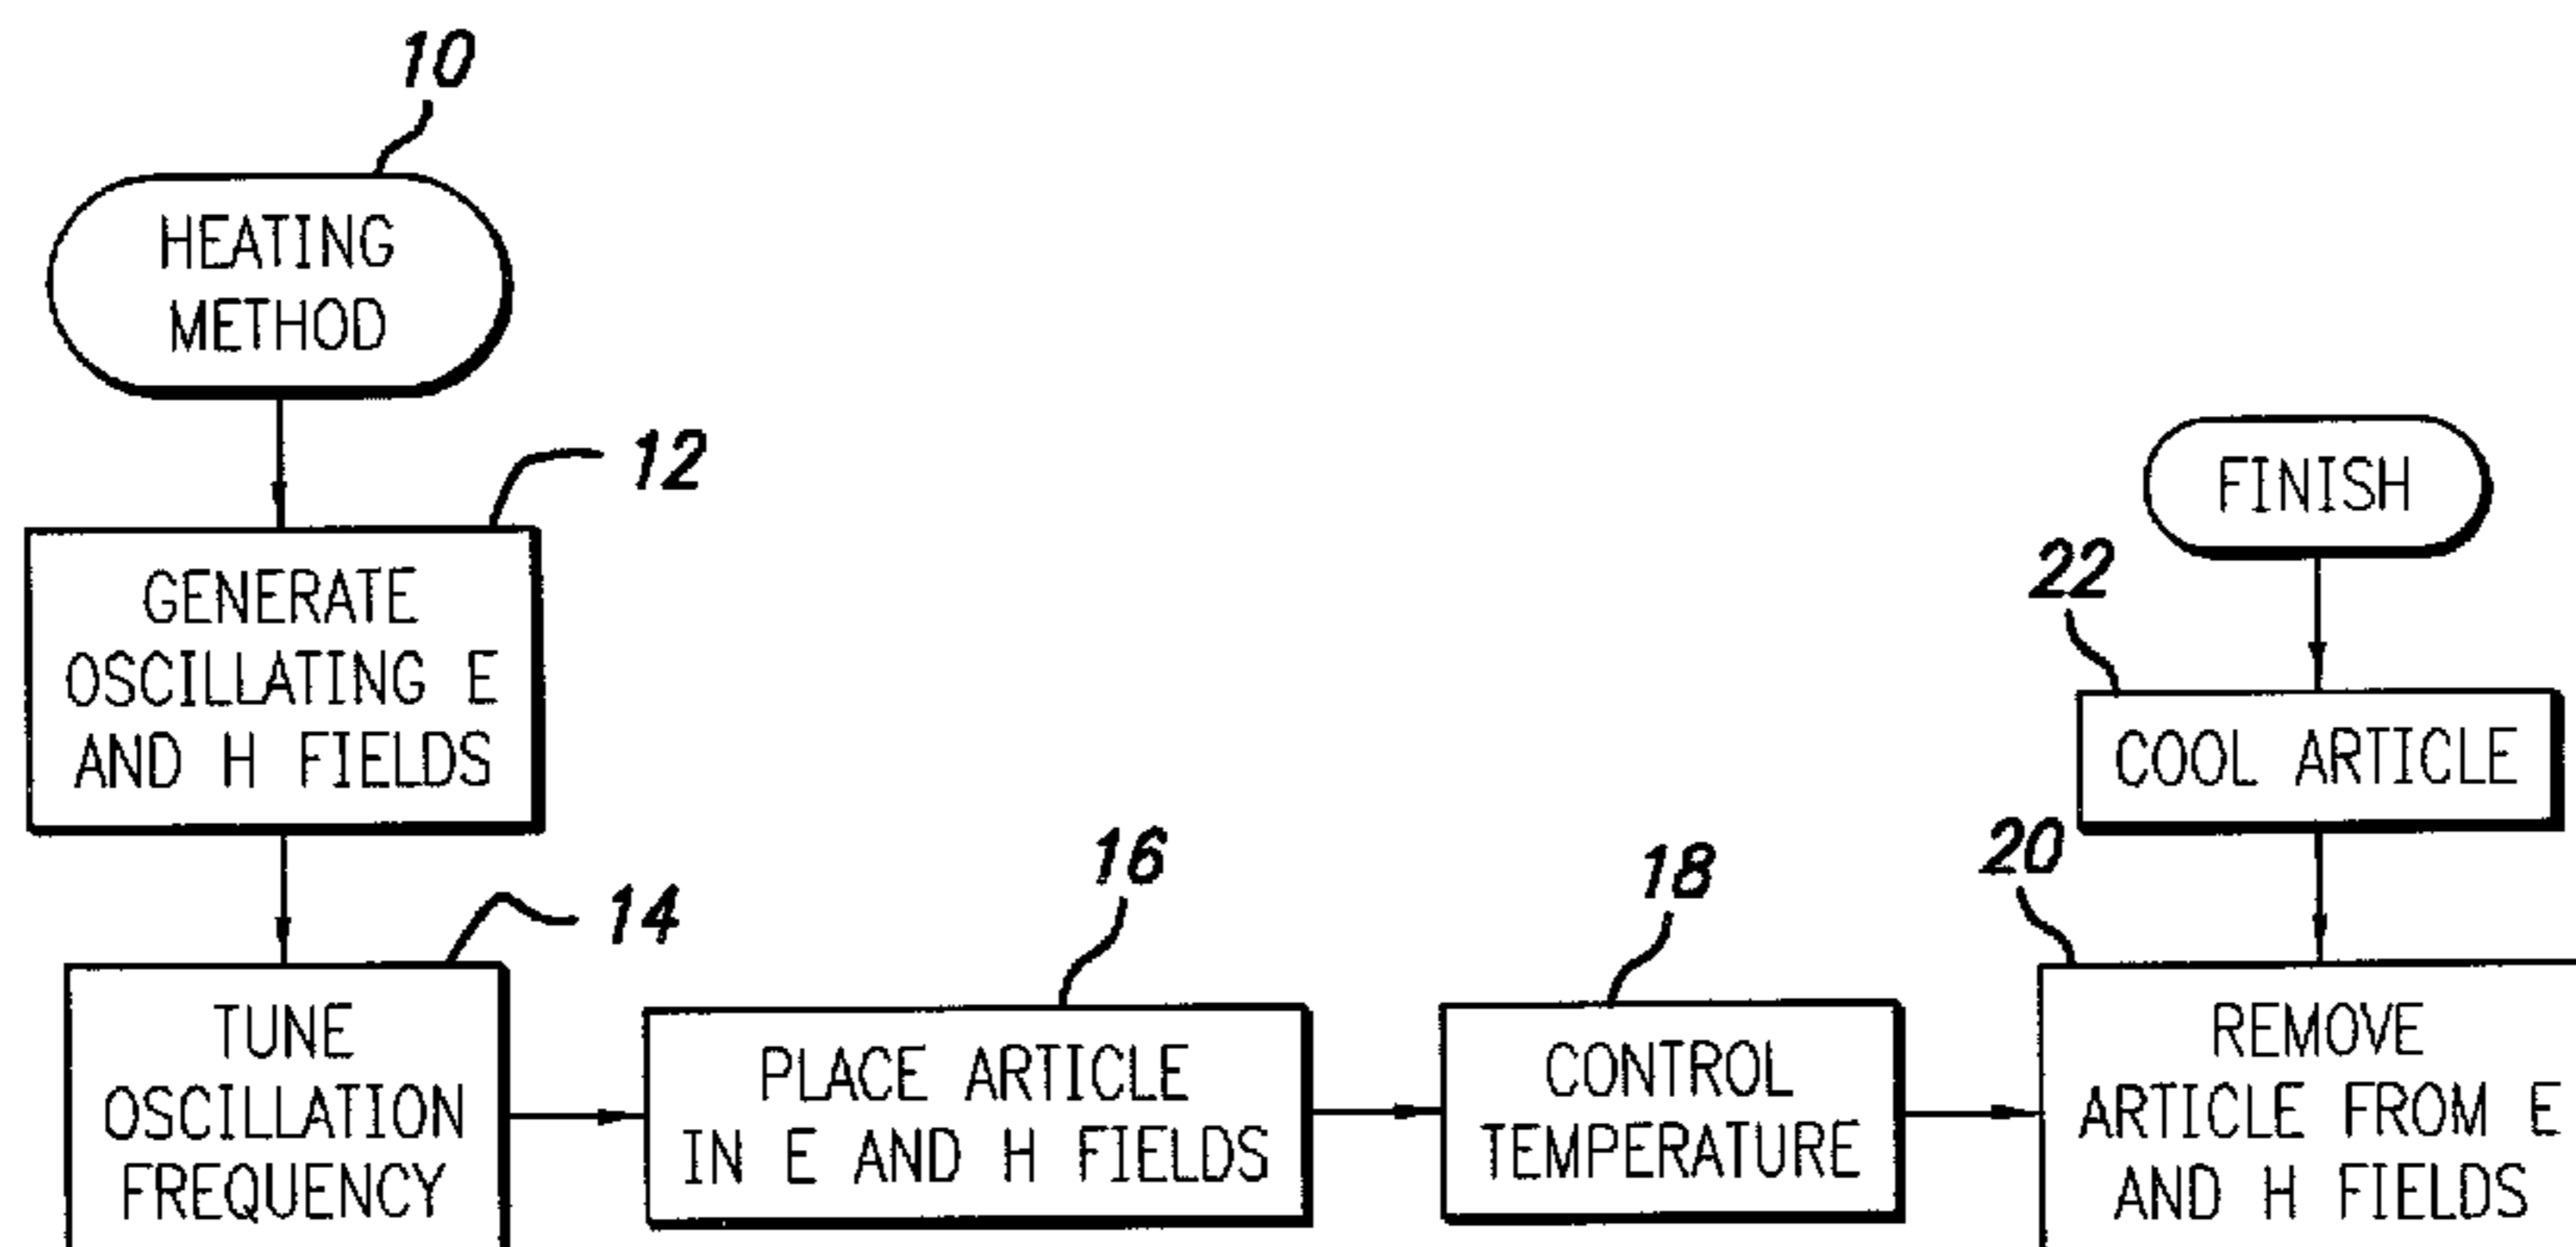 10
HEATING
METHOD
12
GENERATE
OSCILLATING E
AND H FIELDS
14
TUNE
OSCILLATION
FREQUENCY
16
PLACE ARTICLE
IN E AND H FIELDS
18
CONTROL
TEMPERATURE
20
REMOVE
ARTICLE FROM E
AND H FIELDS
22
COOL ARTICLE
FINISH